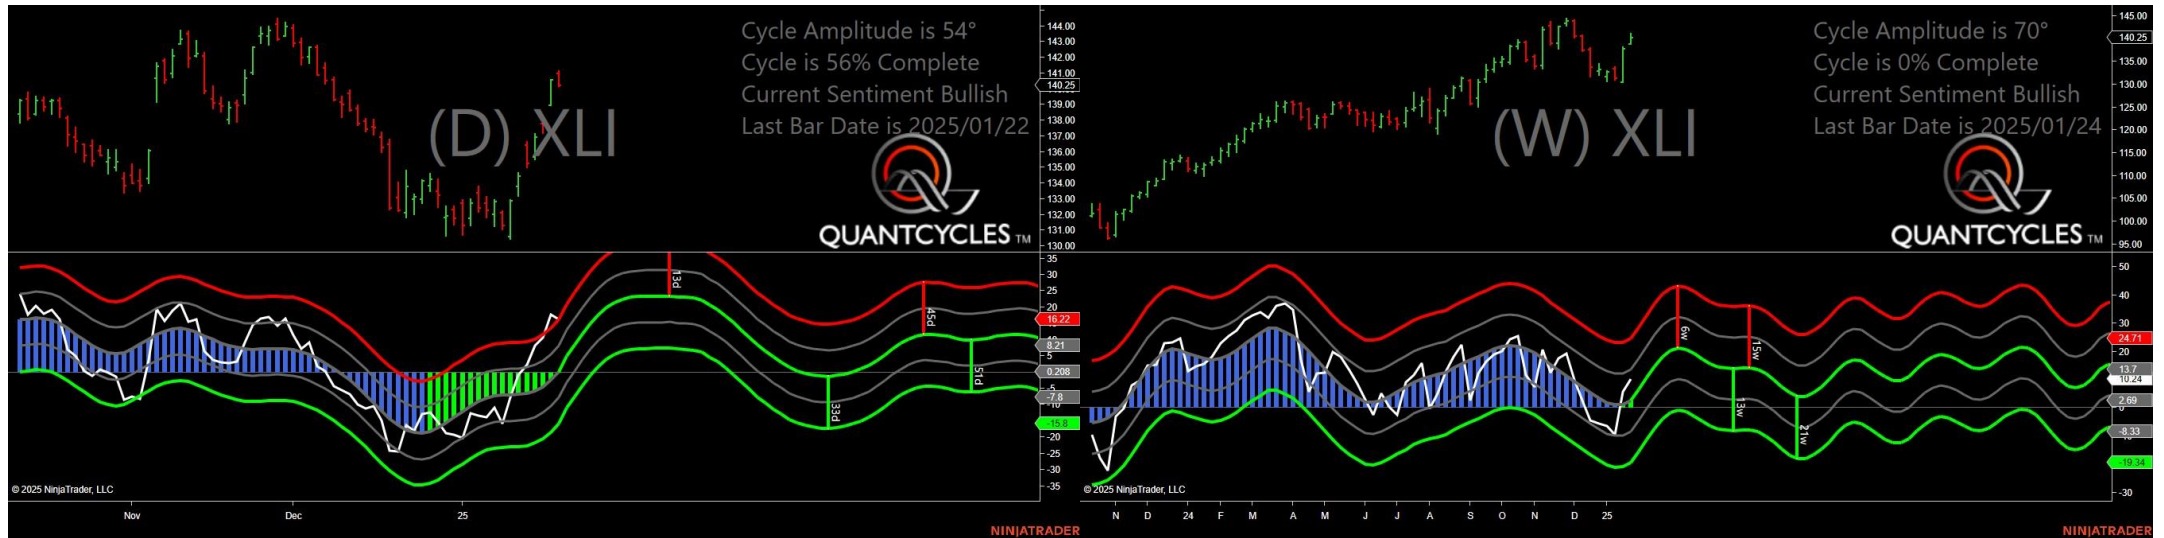 Cycle Amplitude is 54°
Cycle is 56% Complete
Current Sentiment Bullish
Last Bar Date is 2025/01/22
(D) XLI
QUANTCYCLES TM
144.00
143.00
142.00
141.00
140.25
139.00
138.00
137.00
136.00
135.00
134.00
133.00
132.00
131.00
130.00
13d
33d
45d
51d
35
30
25
20
16.22
8.21
5
0.208
-5
-7.8
-10
-15.8
-20
-25
-30
-35
© 2025 NinjaTrader, LLC
Nov
Dec
25
NINJATRADER
Cycle Amplitude is 70°
Cycle is 0% Complete
Current Sentiment Bullish
Last Bar Date is 2025/01/24
(W) XLI
QUANTCYCLES TM
145.00
140.25
135.00
130.00
125.00
120.00
115.00
110.00
105.00
100.00
95.00
6w
13w
15w
21w
50
40
30
24.71
20
13.7
10.24
2.69
-8.33
-19.34
-30
© 2025 NinjaTrader, LLC
N D 24 F M A M J J A S O N D 25
NINJATRADER